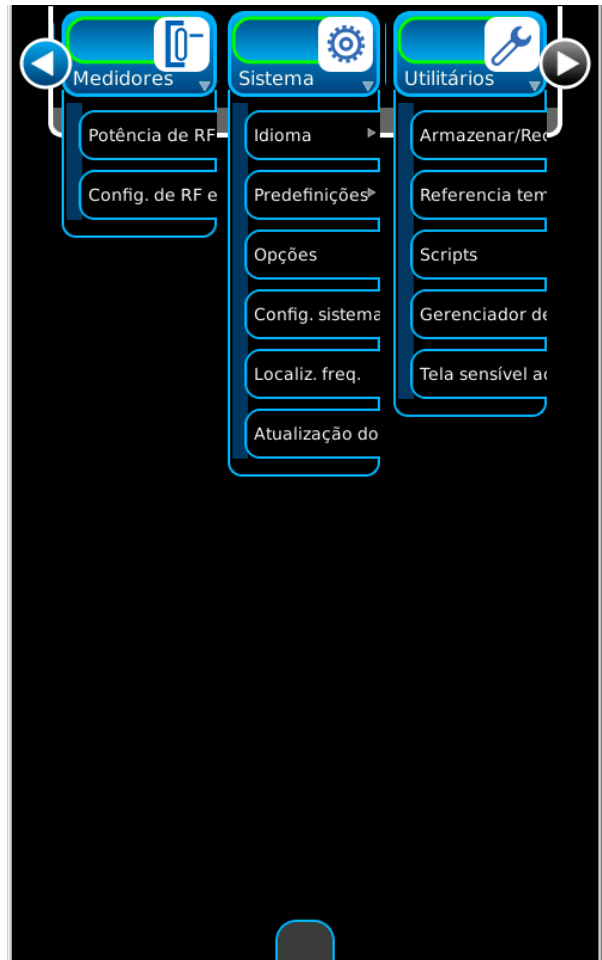 Medidores
Sistema
Utilitários
Potência de RF
Config. de RF e
Idioma
Predefinições
Opções
Config. sistema
Localiz. freq.
Atualização do
Armazenar/Rec
Referencia tem
Scripts
Gerenciador de
Tela sensível ao